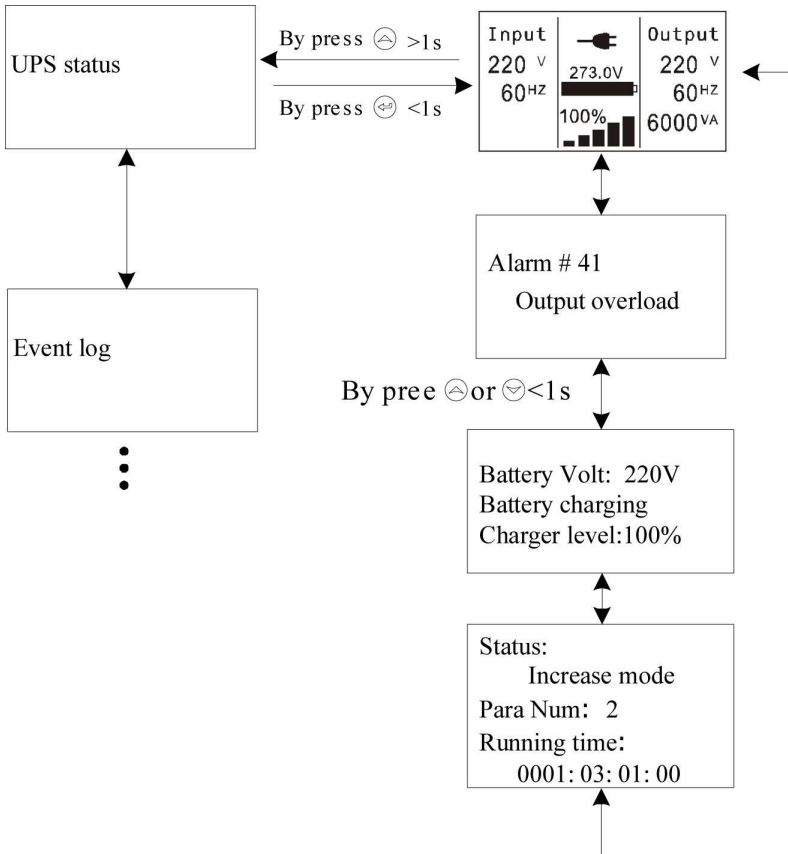 UPS status
By press >1s
By press <1s
Input
220 V
60HZ
273.0V
100%
Output
220 V
60HZ
6000VA
Alarm # 41
Output overload
Event log
By pree or <1s
Battery Volt: 220V
Battery charging
Charger level:100%
Status:
Increase mode
Para Num: 2
Running time:
0001: 03: 01: 00